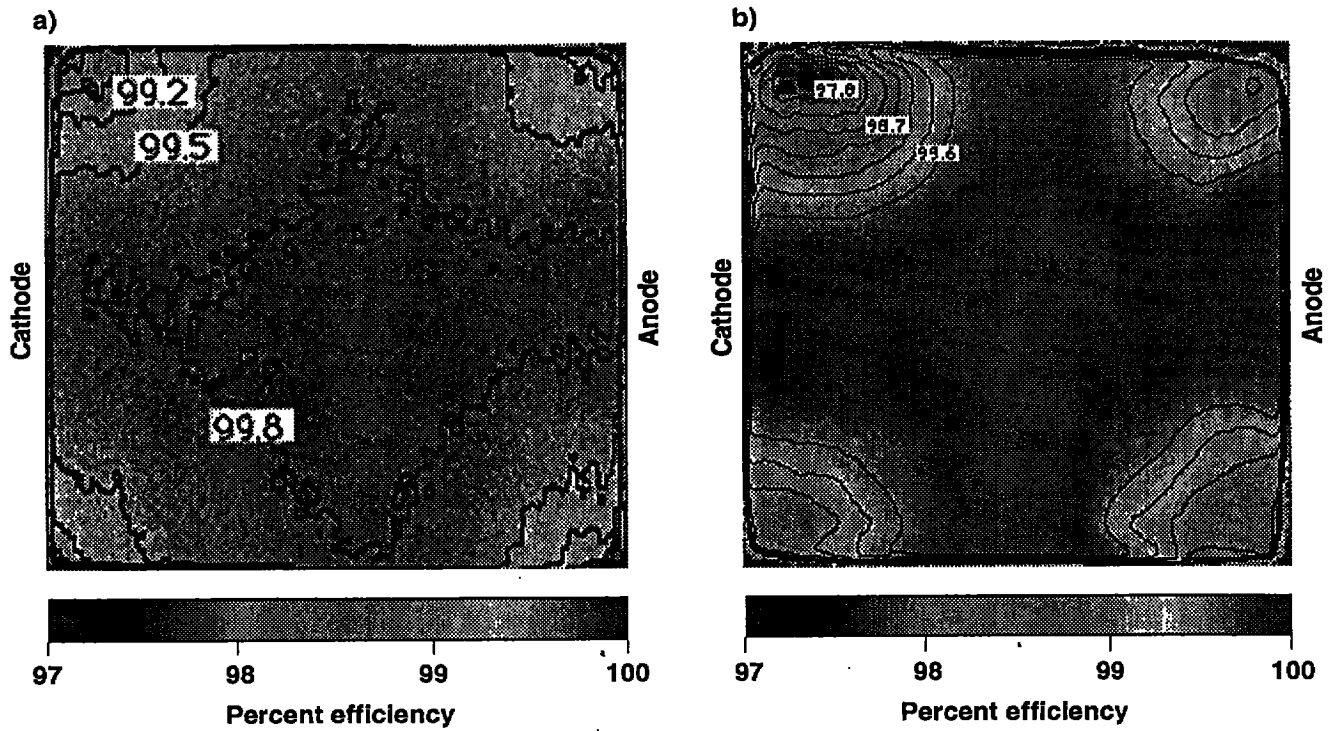 a)
99.2
99.5
99.8
Cathode
Anode
97 98 99 100
Percent efficiency
b)
97.8
98.7
99.6
Cathode
Anode
97 98 99 100
Percent efficiency